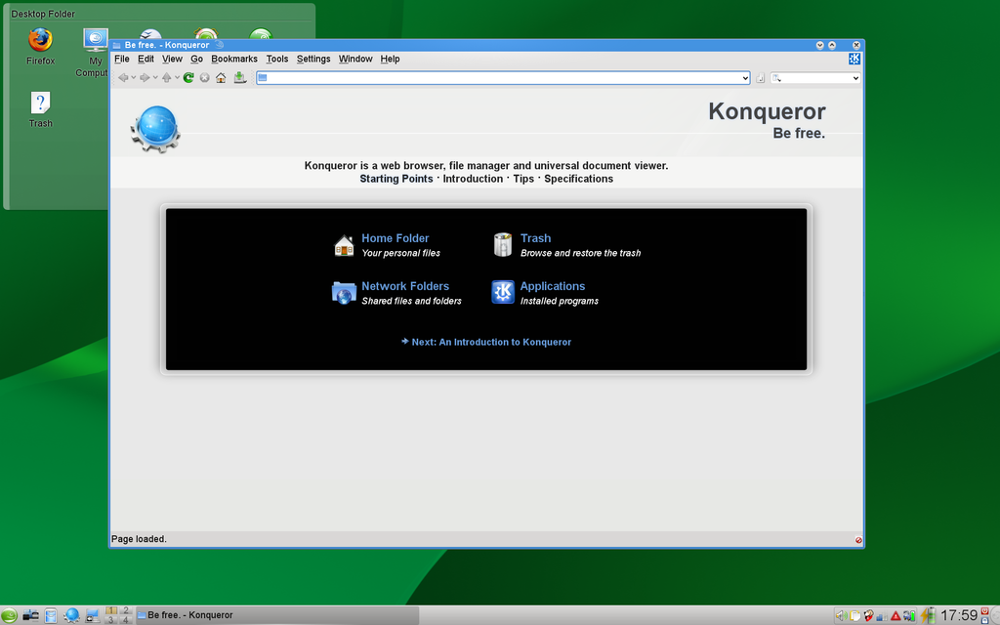 Desktop Folder
Firefox
My
Comput
Trash
Be free. - Konqueror
File Edit View Go Bookmarks Tools Settings Window Help
Konqueror
Be free.
Konqueror is a web browser, file manager and universal document viewer.
Starting Points · Introduction · Tips · Specifications
Home Folder
Your personal files
Trash
Browse and restore the trash
Network Folders
Shared files and folders
Applications
Installed programs
Next: An Introduction to Konqueror
Page loaded.
1 2
3 4
Be free. - Konqueror
17:59